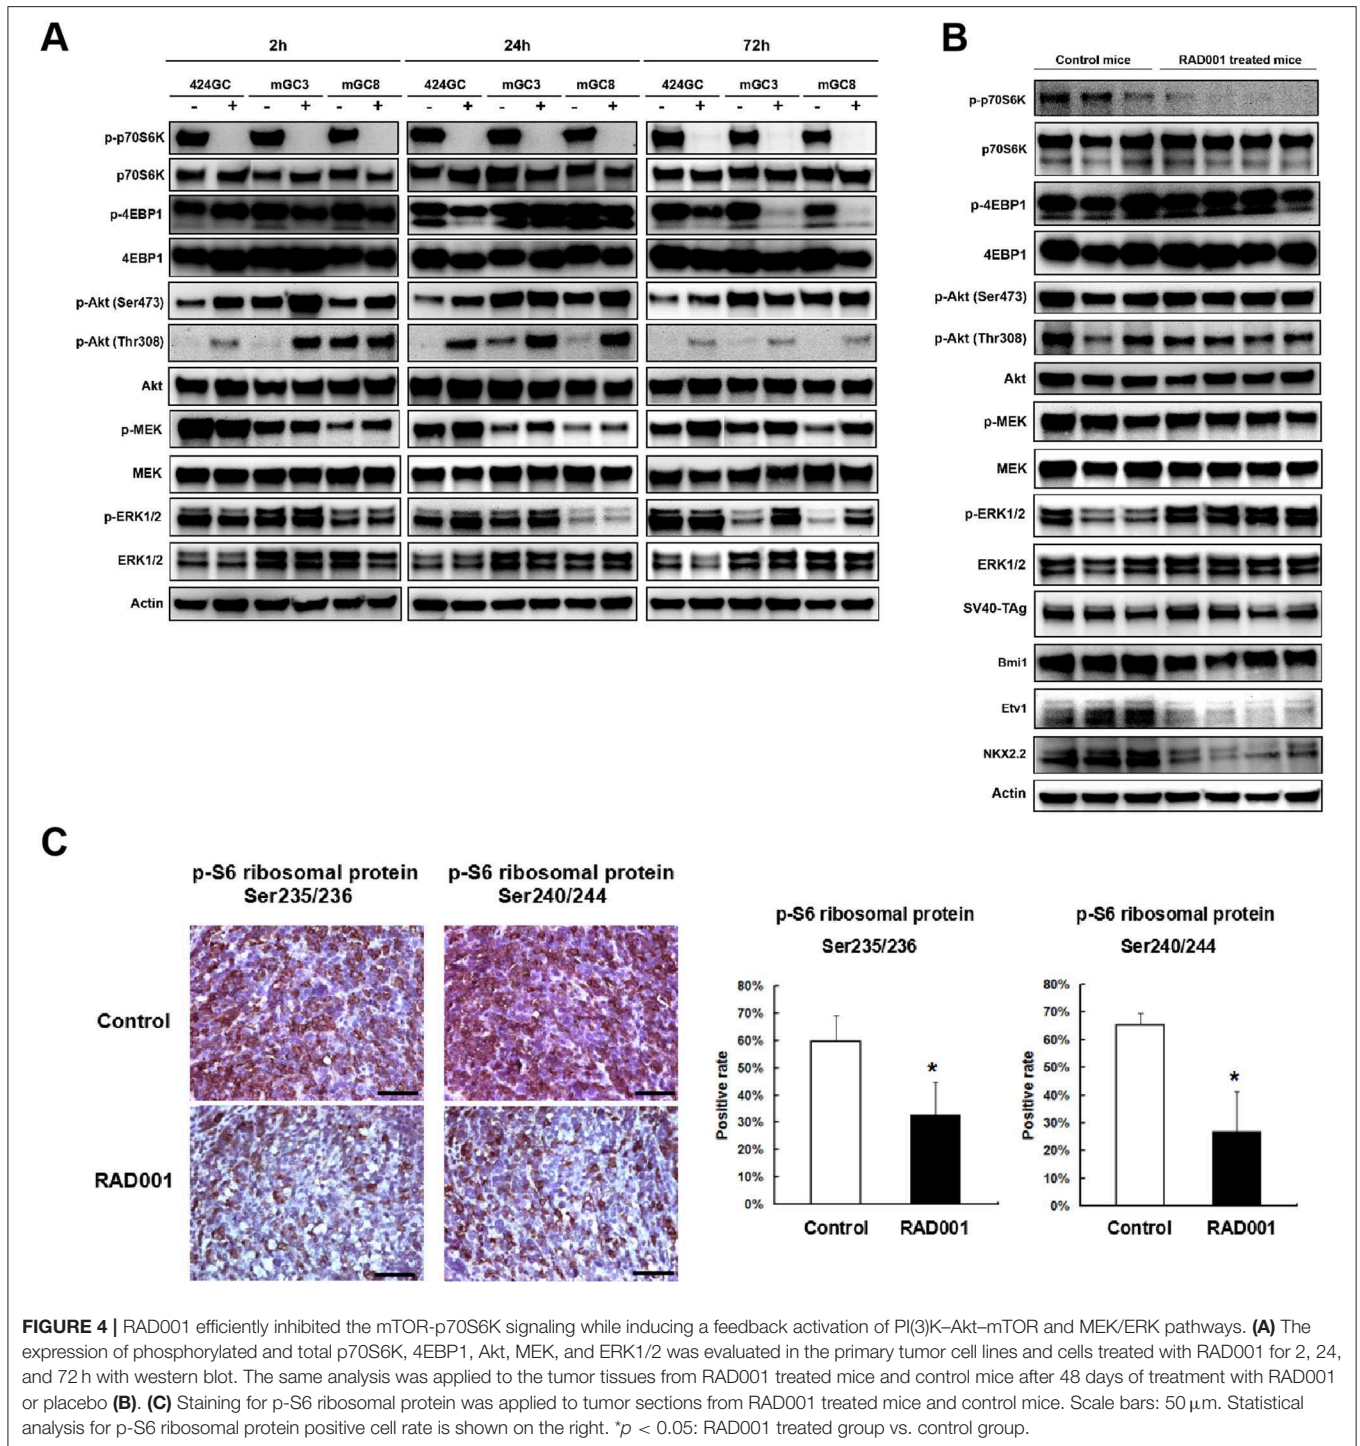 A
2h 24h 72h
424GC mGC3 mGC8 424GC mGC3 mGC8 424GC mGC3 mGC8
- + - + - + - + - + - + - + - + - +
p-p70S6K
p70S6K
p-4EBP1
4EBP1
p-Akt (Ser473)
p-Akt (Thr308)
Akt
p-MEK
MEK
p-ERK1/2
ERK1/2
Actin
B
Control mice RAD001 treated mice
p-p70S6K
p70S6K
p-4EBP1
4EBP1
p-Akt (Ser473)
p-Akt (Thr308)
Akt
p-MEK
MEK
p-ERK1/2
ERK1/2
SV40-TAg
Bmi1
Etv1
NKX2.2
Actin
C
p-S6 ribosomal protein
Ser235/236
p-S6 ribosomal protein
Ser240/244
Control
RAD001
p-S6 ribosomal protein
Ser235/236
Positive rate
80%
70%
60%
50%
40%
30%
20%
10%
0%
*
Control RAD001
p-S6 ribosomal protein
Ser240/244
Positive rate
80%
70%
60%
50%
40%
30%
20%
10%
0%
*
Control RAD001
FIGURE 4 | RAD001 efficiently inhibited the mTOR-p70S6K signaling while inducing a feedback activation of PI(3)K–Akt–mTOR and MEK/ERK pathways. (A) The
expression of phosphorylated and total p70S6K, 4EBP1, Akt, MEK, and ERK1/2 was evaluated in the primary tumor cell lines and cells treated with RAD001 for 2, 24,
and 72 h with western blot. The same analysis was applied to the tumor tissues from RAD001 treated mice and control mice after 48 days of treatment with RAD001
or placebo (B). (C) Staining for p-S6 ribosomal protein was applied to tumor sections from RAD001 treated mice and control mice. Scale bars: 50 μm. Statistical
analysis for p-S6 ribosomal protein positive cell rate is shown on the right. *p < 0.05: RAD001 treated group vs. control group.